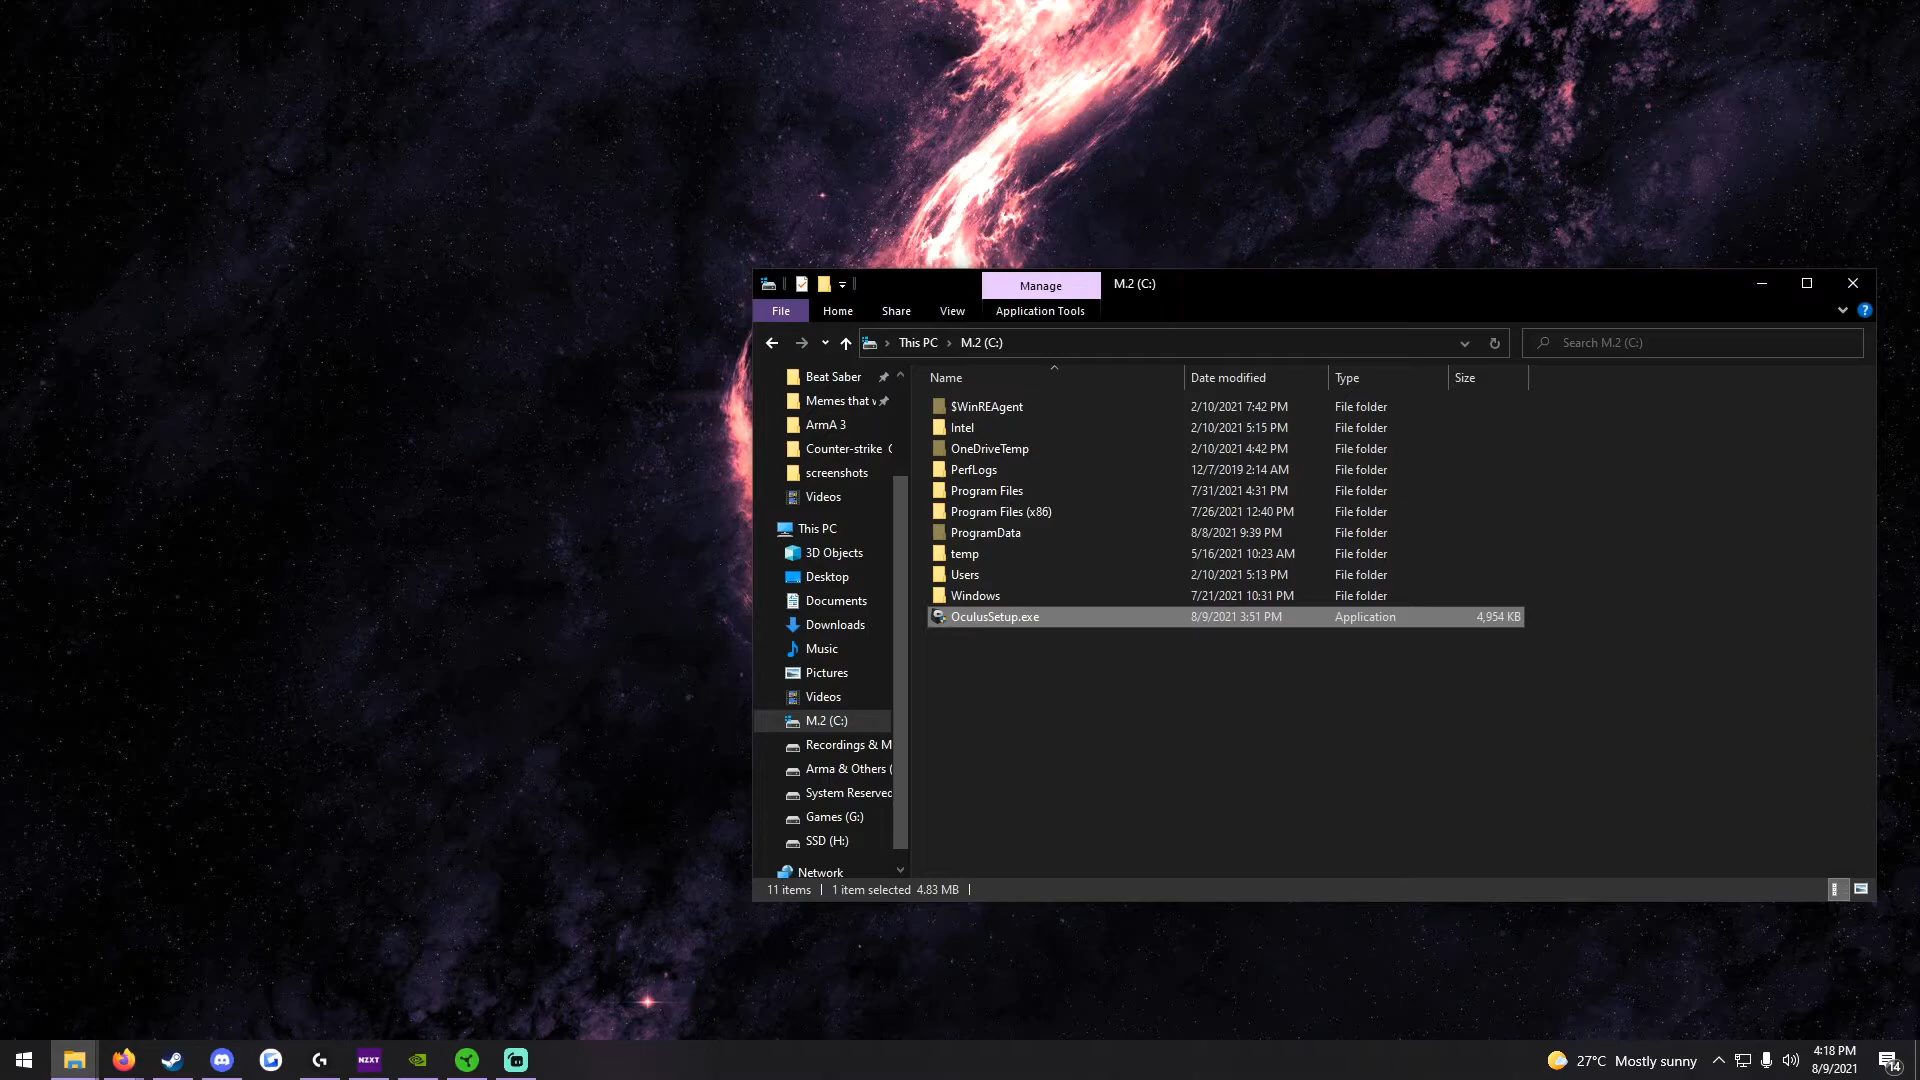 Manage
M.2 (C:)
File
Home
Share
View
Application Tools
?
This PC
M.2 (C:)
Search M.2 (C:)
Name
Date modified
Type
Size
Beat Saber
Memes that
ArmA 3
Counter-strike
screenshots
Videos
This PC
3D Objects
Desktop
Documents
Downloads
Music
Pictures
Videos
M.2 (C:)
Recordings & M
Arma & Others (
System Reserved
Games (G:)
SSD (H:)
Network
$WinREAgent 2/10/2021 7:42 PM File folder
Intel 2/10/2021 5:15 PM File folder
OneDriveTemp 2/10/2021 4:42 PM File folder
PerfLogs 12/7/2019 2:14 AM File folder
Program Files 7/31/2021 4:31 PM File folder
Program Files (x86) 7/26/2021 12:40 PM File folder
ProgramData 8/8/2021 9:39 PM File folder
temp 5/16/2021 10:23 AM File folder
Users 2/10/2021 5:13 PM File folder
Windows 7/21/2021 10:31 PM File folder
OculusSetup.exe 8/9/2021 3:51 PM Application 4,954 KB
11 items
1 item selected 4.83 MB
NZXT
27°C Mostly sunny
4:18 PM
8/9/2021
14